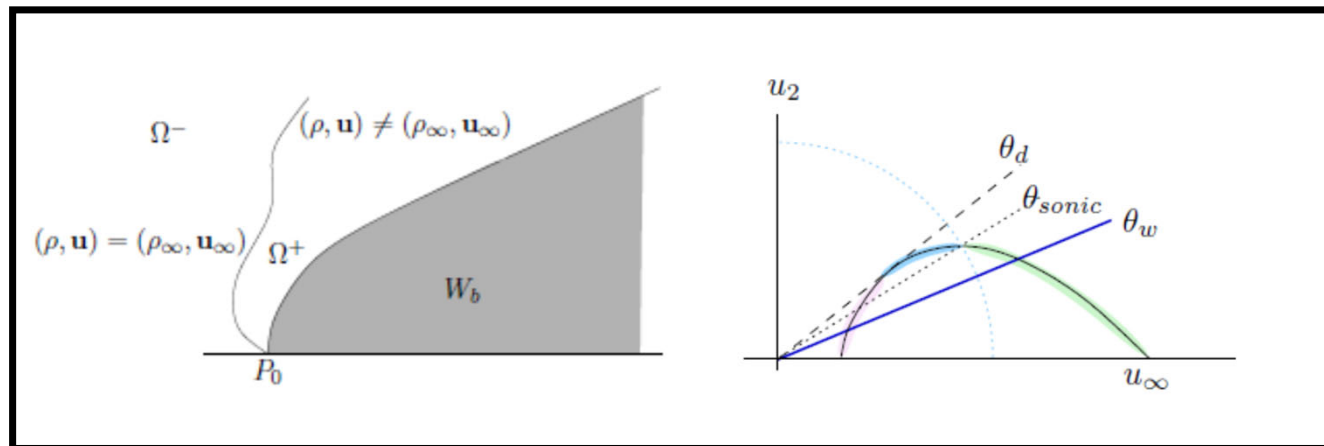 Ω⁻
(ρ, **u**) ≠ (ρ∞, **u**∞)
(ρ, **u**) = (ρ∞, **u**∞)
Ω⁺
W_b
P₀
u₂
θ_d
θ_sonic
θ_w
u∞